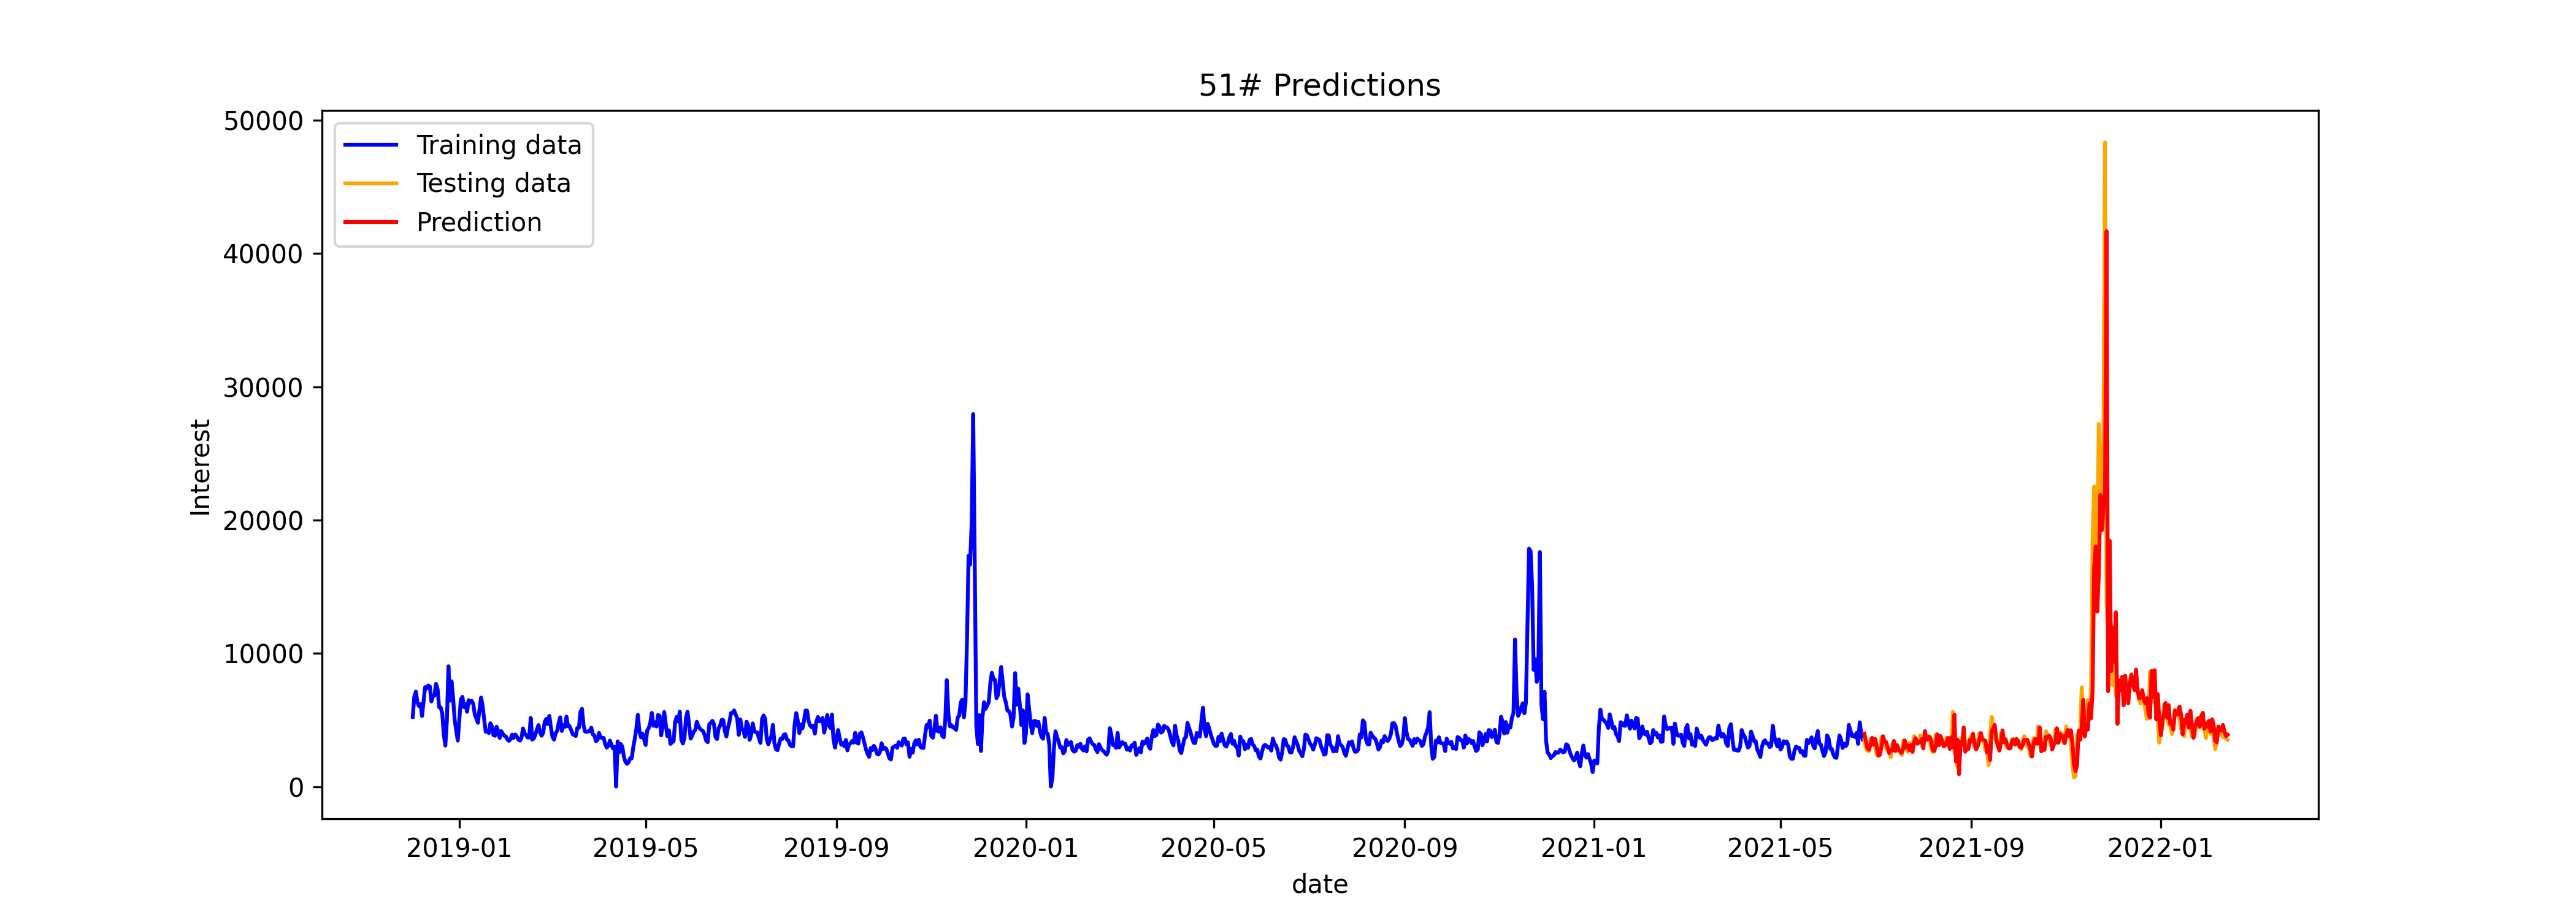 51# Predictions
50000
40000
30000
20000
10000
0
Interest
Training data
Testing data
Prediction
2019-01 2019-05 2019-09 2020-01 2020-05 2020-09 2021-01 2021-05 2021-09 2022-01
date